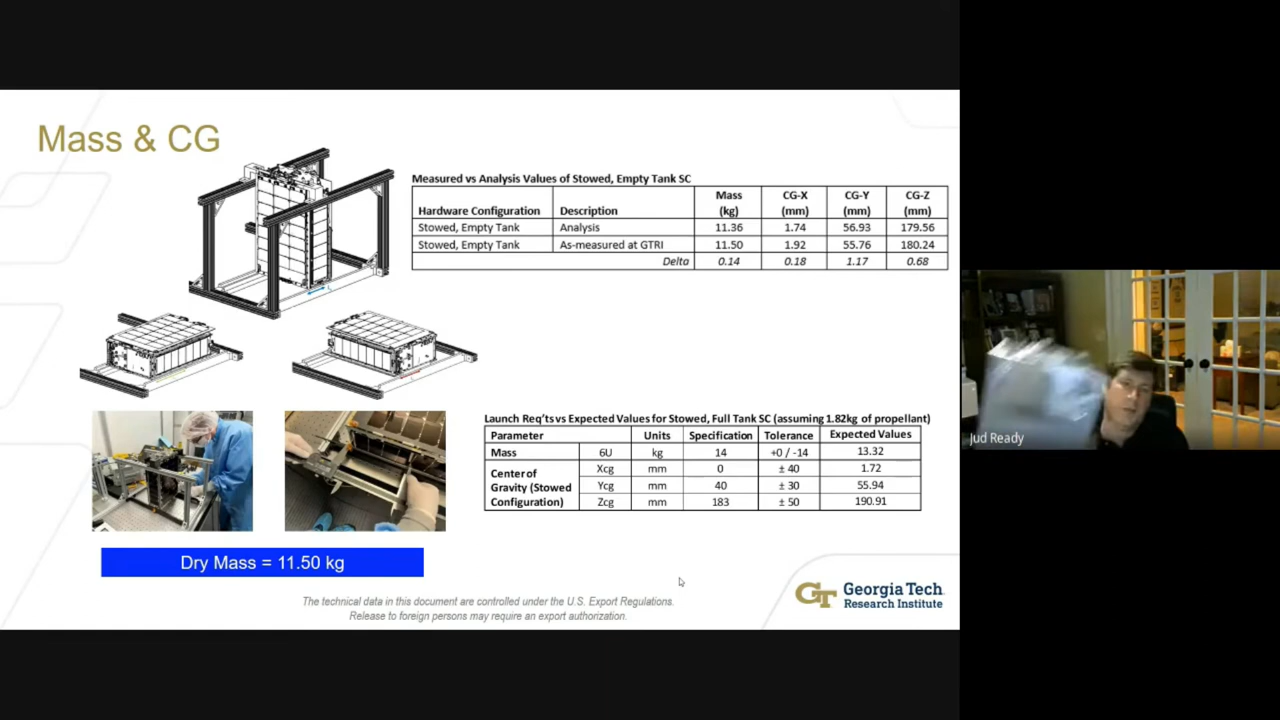 Mass & CG
Measured vs Analysis Values of Stowed, Empty Tank SC
Hardware Configuration Description Mass (kg) CG-X (mm) CG-Y (mm) CG-Z (mm)
Stowed, Empty Tank Analysis 11.36 1.74 56.93 179.56
Stowed, Empty Tank As-measured at GTRI 11.50 1.92 55.76 180.24
Delta 0.14 0.18 1.17 0.68
Launch Req'ts vs Expected Values for Stowed, Full Tank SC (assuming 1.82kg of propellant)
Parameter Units Specification Tolerance Expected Values
Mass 6U kg 14 +0 / -14 13.32
Center of Gravity (Stowed Configuration) Xcg mm 0 ± 40 1.72
Ycg mm 40 ± 30 55.94
Zcg mm 183 ± 50 190.91
Dry Mass = 11.50 kg
The technical data in this document are controlled under the U.S. Export Regulations.
Release to foreign persons may require an export authorization.
GT Georgia Tech
Research Institute
Jud Ready